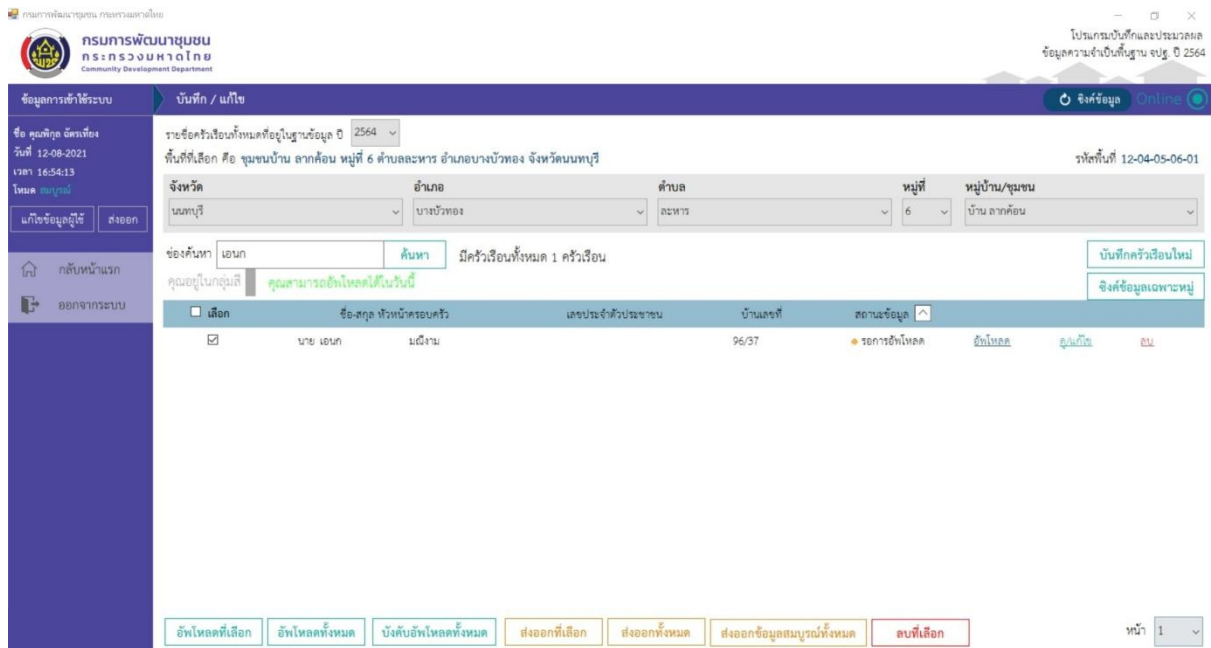 กรมการพัฒนาชุมชน กระทรวงมหาดไทย
กรมการพัฒนาชุมชน
กระทรวงมหาดไทย
Community Development Department
โปรแกรมบันทึกและประมวลผล
ข้อมูลความจำเป็นพื้นฐาน จปฐ. ปี 2564
ข้อมูลการเข้าใช้ระบบ
บันทึก / แก้ไข
ซิงค์ข้อมูล Online
ชื่อ คุณพิกุล ฉัตรเที่ยง
วันที่ 12-08-2021
เวลา 16:54:13
โหมด สมบูรณ์
แก้ไขข้อมูลผู้ใช้ ส่งออก
กลับหน้าแรก
ออกจากระบบ
รายชื่อครัวเรือนทั้งหมดที่อยู่ในฐานข้อมูล ปี 2564
พื้นที่ที่เลือก คือ ชุมชนบ้าน ลากค้อน หมู่ที่ 6 ตำบลละหาร อำเภอบางบัวทอง จังหวัดนนทบุรี
รหัสพื้นที่ 12-04-05-06-01
จังหวัด อำเภอ ตำบล หมู่ที่ หมู่บ้าน/ชุมชน
นนทบุรี บางบัวทอง ละหาร 6 บ้าน ลากค้อน
ช่องค้นหา เอนก ค้นหา มีครัวเรือนทั้งหมด 1 ครัวเรือน บันทึกครัวเรือนใหม่
คุณอยู่ในกลุ่มสี คุณสามารถอัพโหลดได้ในวันนี้ ซิงค์ข้อมูลเฉพาะหมู่
เลือก ชื่อ-สกุล หัวหน้าครอบครัว เลขประจำตัวประชาชน บ้านเลขที่ สถานะข้อมูล
นาย เอนก มณีงาม 96/37 รอการอัพโหลด อัพโหลด ดู/แก้ไข ลบ
อัพโหลดที่เลือก อัพโหลดทั้งหมด บังคับอัพโหลดทั้งหมด ส่งออกที่เลือก ส่งออกทั้งหมด ส่งออกข้อมูลสมบูรณ์ทั้งหมด ลบที่เลือก หน้า 1